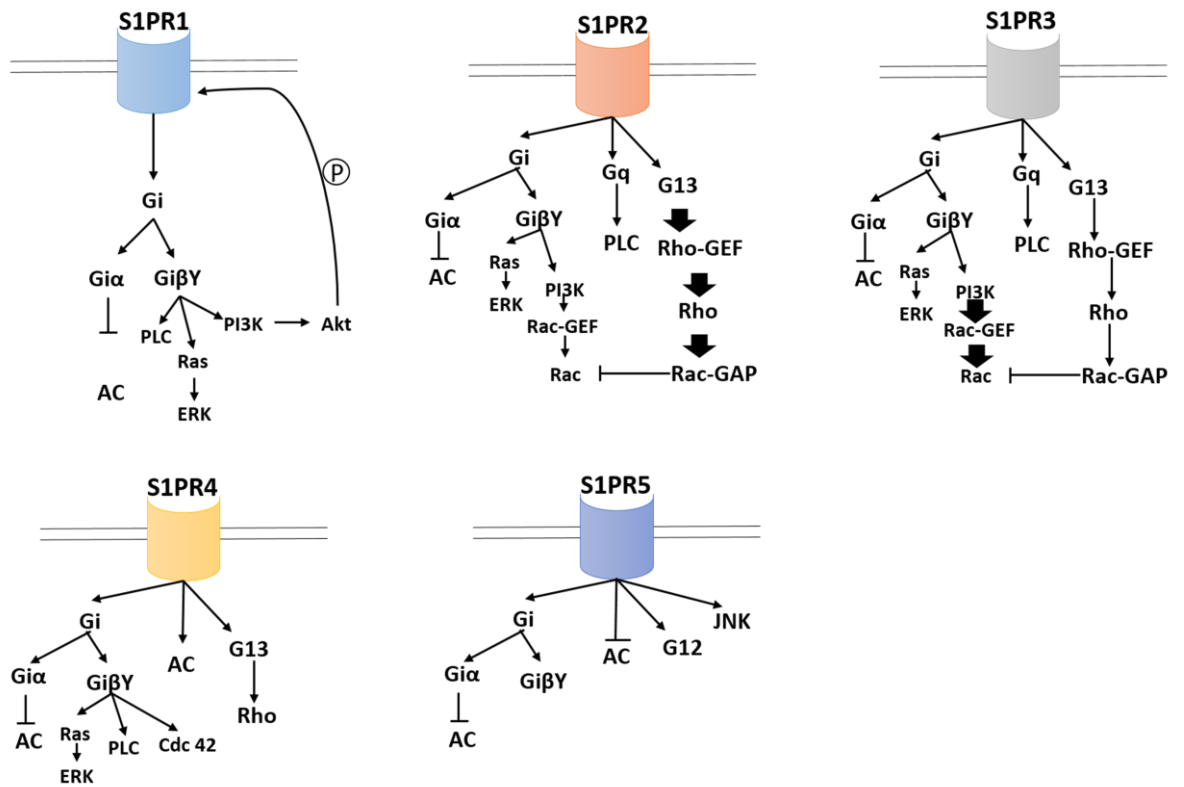 S1PR1
P
Gi
Giα
GiβY
PLC
PI3K
Akt
Ras
AC
ERK
S1PR2
Gi
Gq
G13
Giα
GiβY
PLC
Rho-GEF
AC
Ras
ERK
PI3K
Rac-GEF
Rho
Rac
Rac-GAP
S1PR3
Gi
Gq
G13
Giα
GiβY
PLC
Rho-GEF
AC
Ras
ERK
PI3K
Rac-GEF
Rho
Rac
Rac-GAP
S1PR4
Gi
AC
G13
Giα
GiβY
Rho
AC
Ras
PLC
Cdc 42
ERK
S1PR5
Gi
AC
G12
JNK
Giα
GiβY
AC